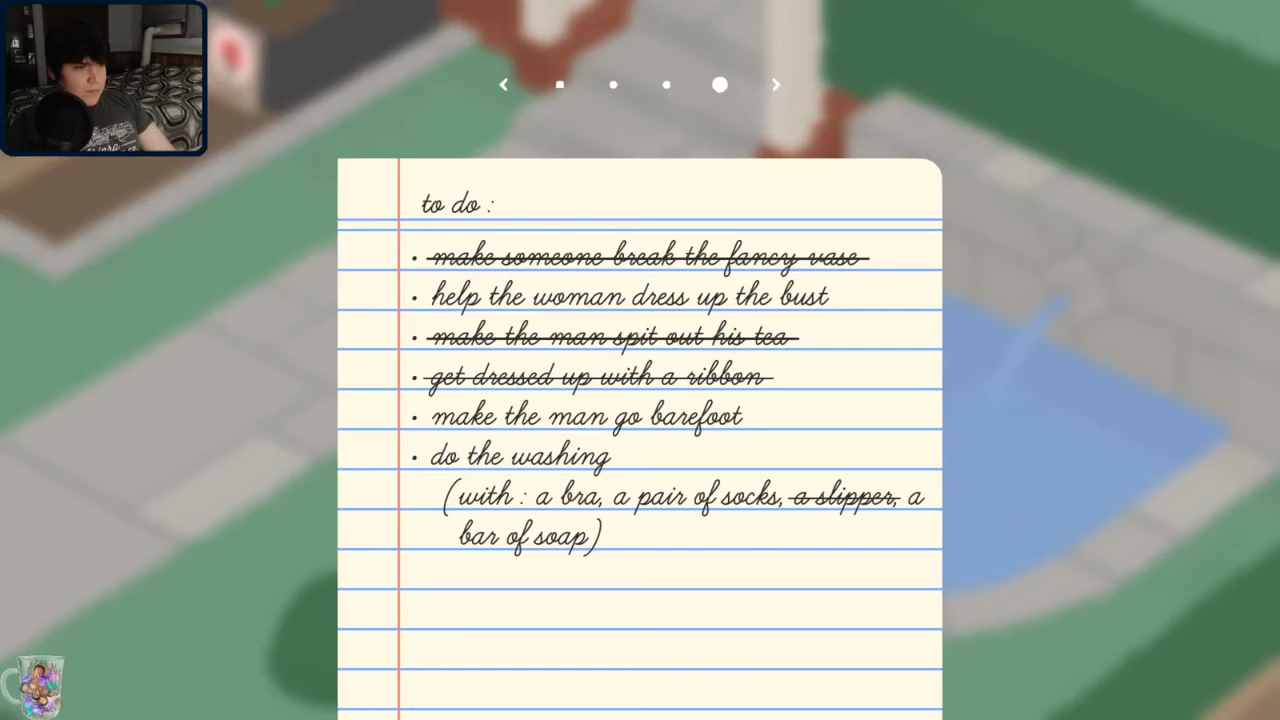 to do :
• make someone break the fancy vase
• help the woman dress up the bust
• make the man spit out his tea
• get dressed up with a ribbon
• make the man go barefoot
• do the washing
(with : a bra, a pair of socks, a slipper, a
bar of soap)